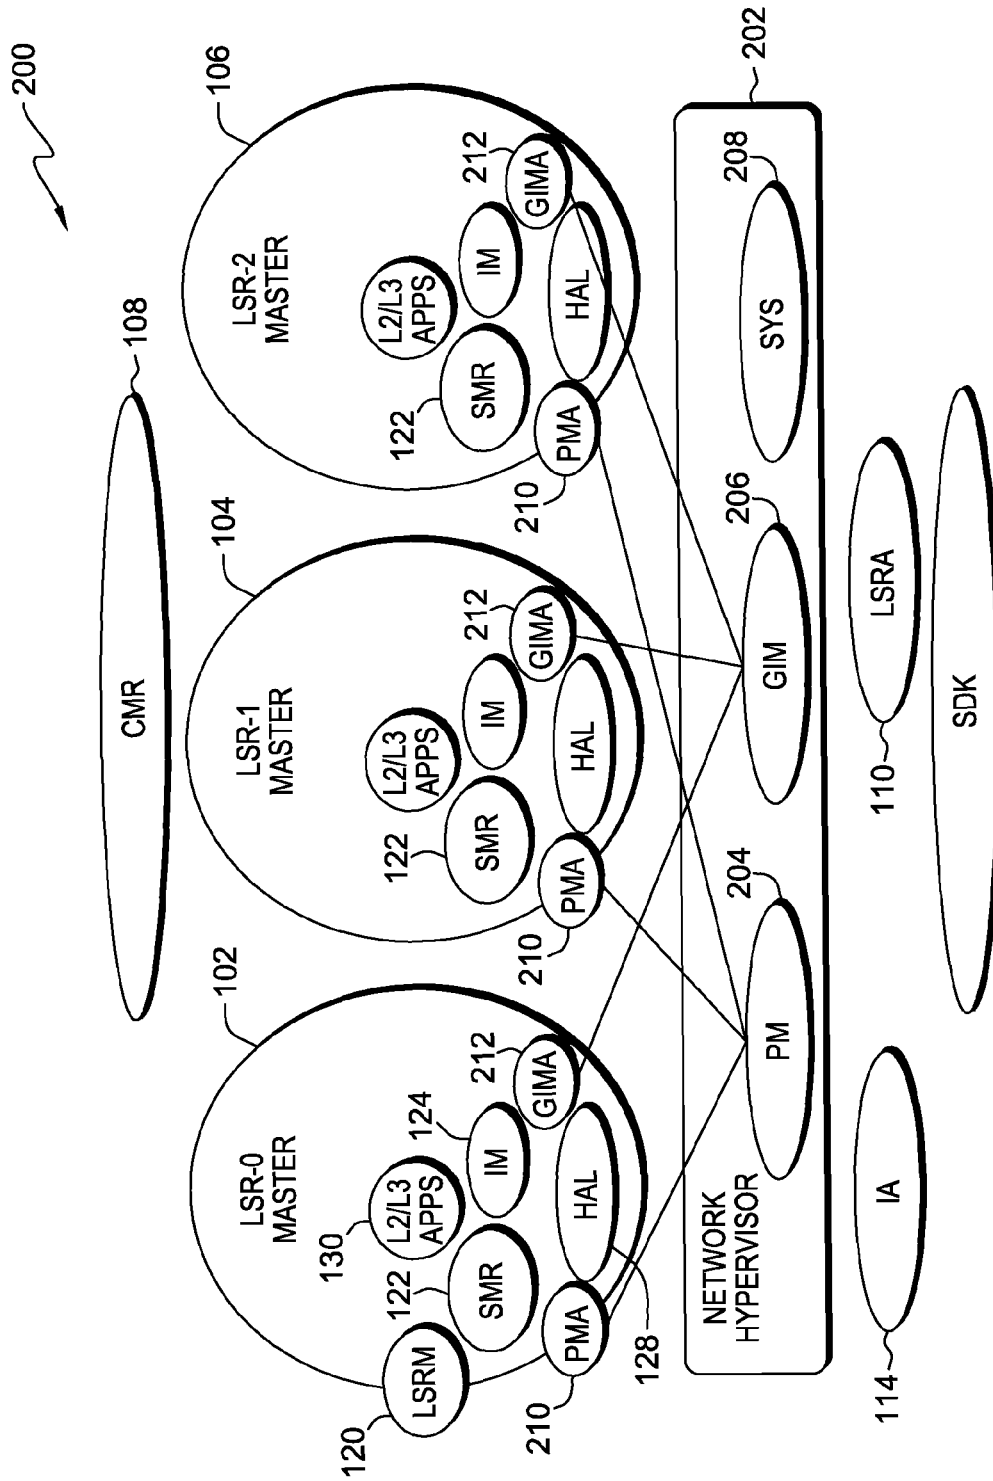 200
CMR
108
LSR-0
MASTER
102
LSRM
120
L2/L3
APPS
130
SMR
122
IM
124
GIMA
212
HAL
128
PMA
210
LSR-1
MASTER
104
L2/L3
APPS
SMR
122
IM
GIMA
212
HAL
PMA
210
LSR-2
MASTER
106
L2/L3
APPS
SMR
122
IM
GIMA
212
HAL
PMA
210
NETWORK
HYPERVISOR
202
PM
204
GIM
206
SYS
208
IA
114
LSRA
110
SDK